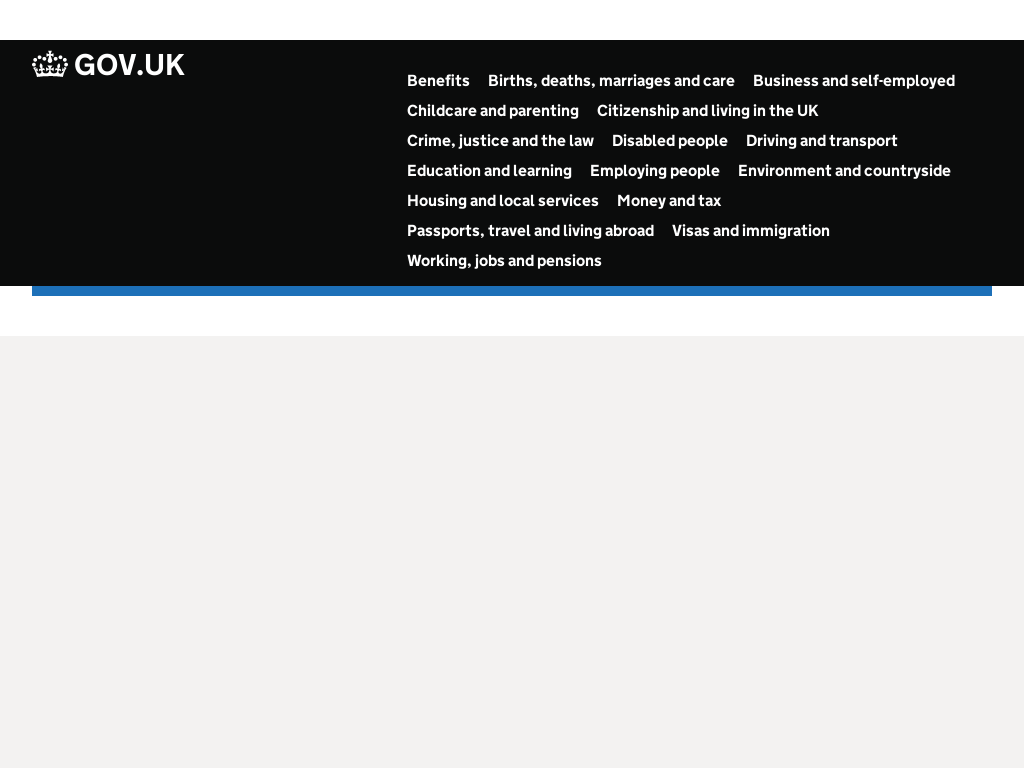 GOV.UK
Benefits Births, deaths, marriages and care Business and self-employed
Childcare and parenting Citizenship and living in the UK
Crime, justice and the law Disabled people Driving and transport
Education and learning Employing people Environment and countryside
Housing and local services Money and tax
Passports, travel and living abroad Visas and immigration
Working, jobs and pensions